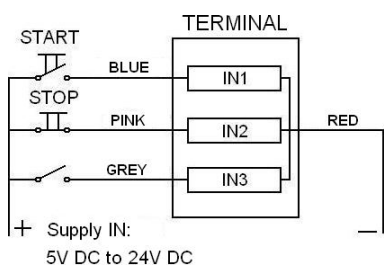 TERMINAL
START
BLUE
IN1
STOP
PINK
IN2
RED
GREY
IN3
+ Supply IN: —
5V DC to 24V DC